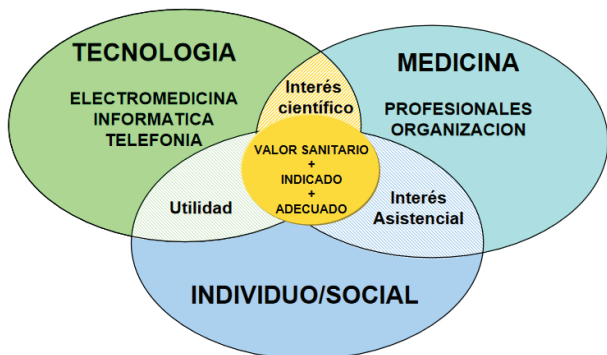 TECNOLOGIA
ELECTROMEDICINA
INFORMATICA
TELEFONIA
MEDICINA
PROFESIONALES
ORGANIZACION
Interés
científico
VALOR SANITARIO
+
INDICADO
+
ADECUADO
Utilidad
Interés
Asistencial
INDIVIDUO/SOCIAL